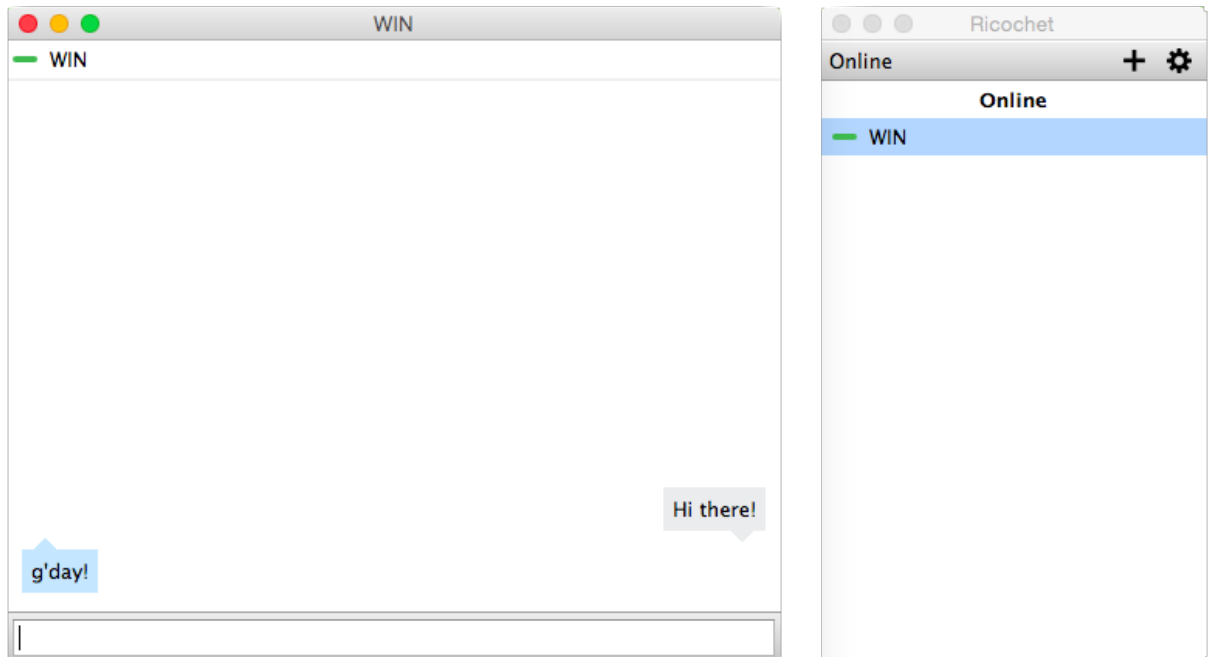 WIN
WIN
Hi there!
g'day!
Ricochet
Online
Online
WIN